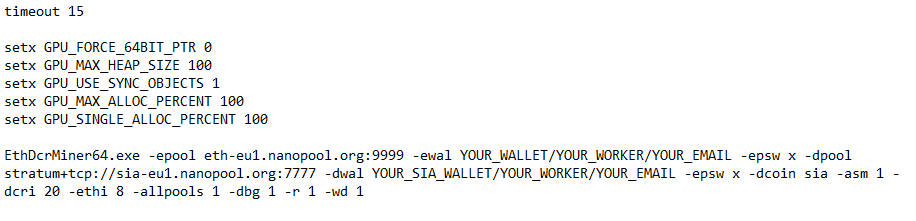 timeout 15
setx GPU_FORCE_64BIT_PTR 0
setx GPU_MAX_HEAP_SIZE 100
setx GPU_USE_SYNC_OBJECTS 1
setx GPU_MAX_ALLOC_PERCENT 100
setx GPU_SINGLE_ALLOC_PERCENT 100
EthDcrMiner64.exe -epool eth-eu1.nanopool.org:9999 -ewal YOUR_WALLET/YOUR_WORKER/YOUR_EMAIL -epsw x -dpool
stratum+tcp://sia-eu1.nanopool.org:7777 -dwal YOUR_SIA_WALLET/YOUR_WORKER/YOUR_EMAIL -epsw x -dcoin sia -asm 1 -
dcri 20 -ethi 8 -allpools 1 -dbg 1 -r 1 -wd 1